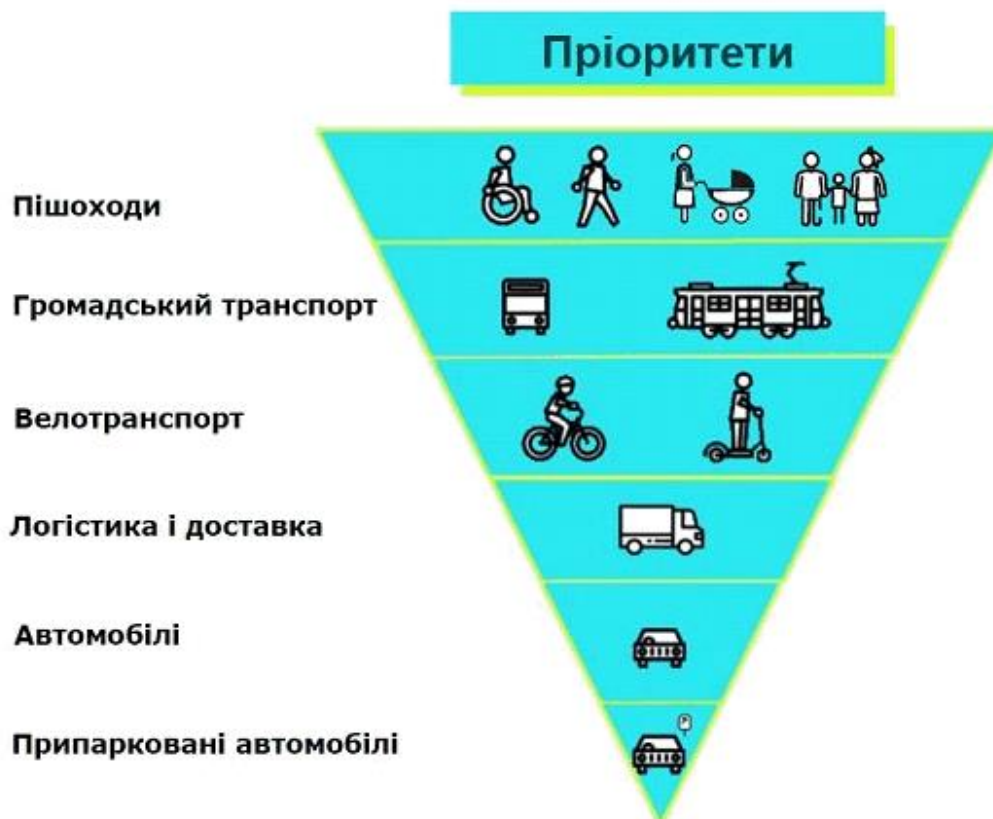 Пріоритети
Пішоходи
Громадський транспорт
Велотранспорт
Логістика і доставка
Автомобілі
Припарковані автомобілі